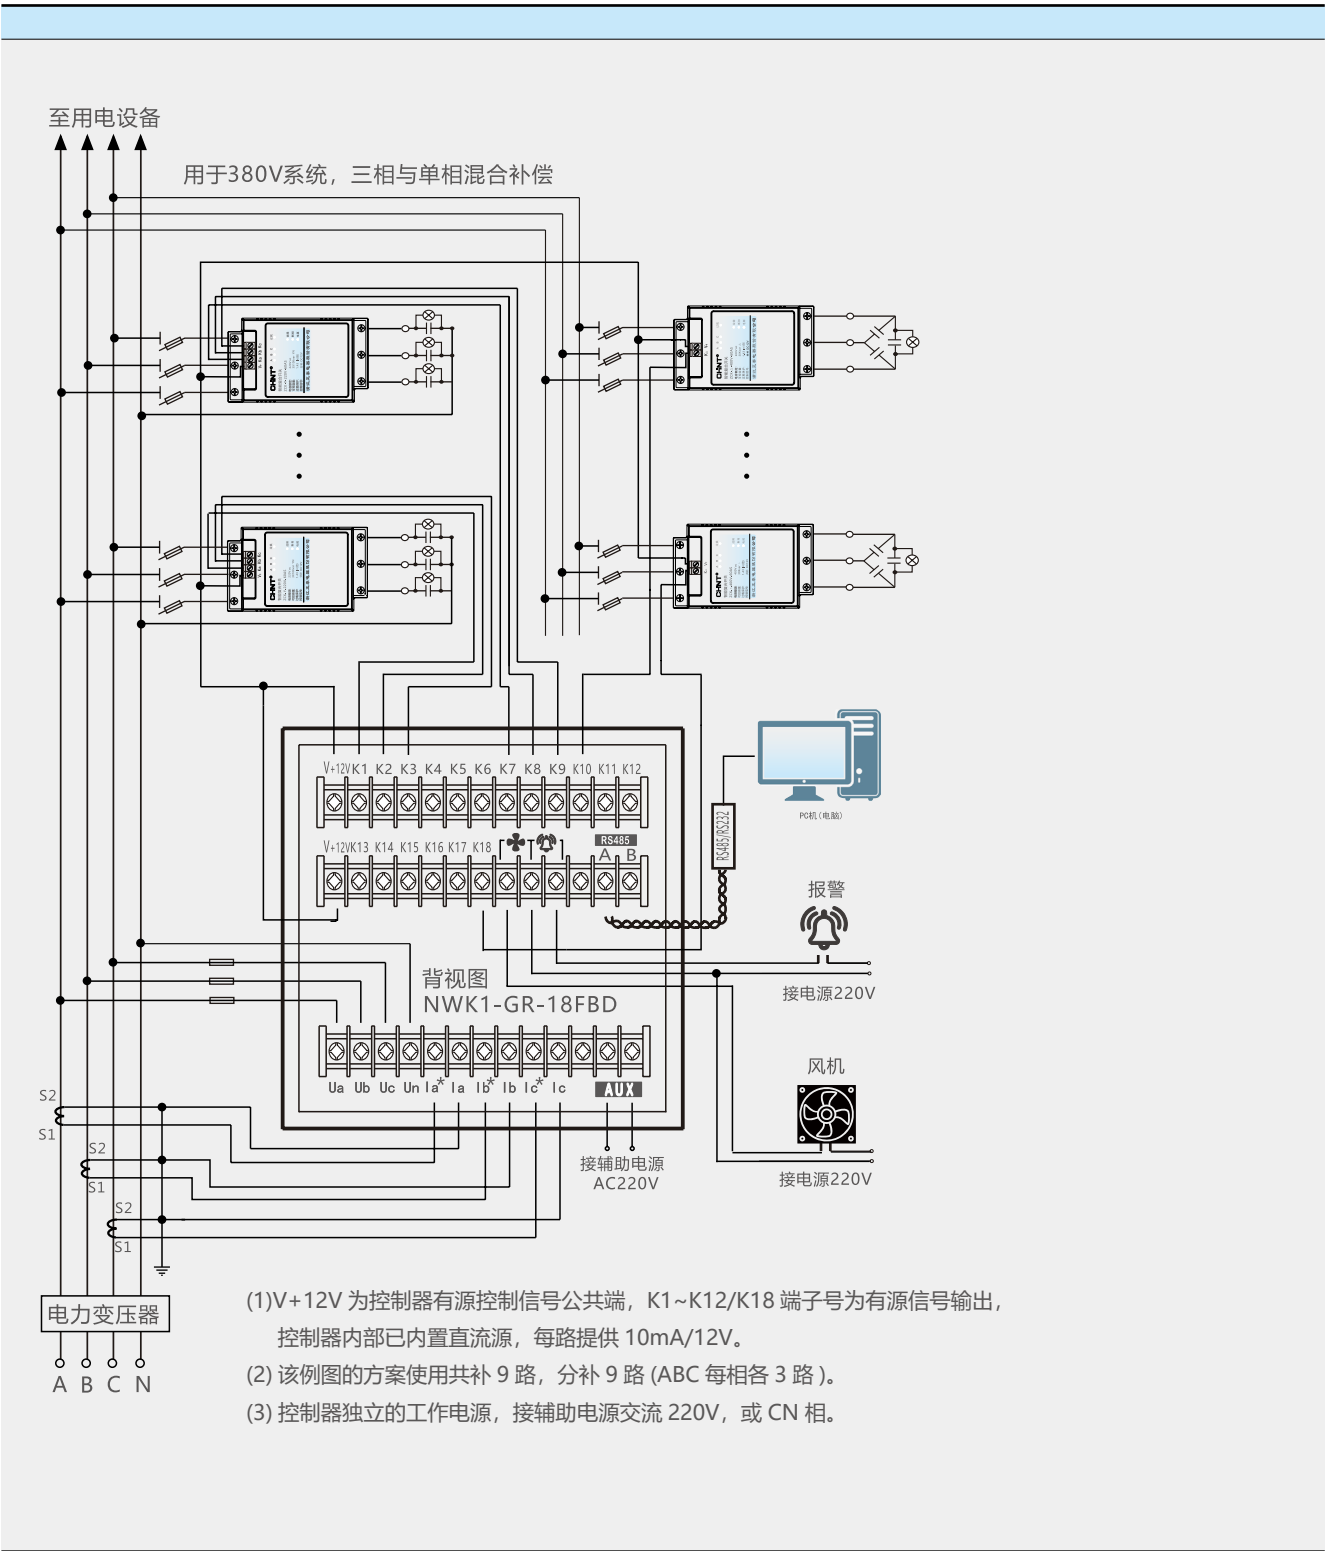 至用电设备
用于380V系统，三相与单相混合补偿
CHNT
CHNT
CHNT
CHNT
V+12V K1 K2 K3 K4 K5 K6 K7 K8 K9 K10 K11 K12
V+12V K13 K14 K15 K16 K17 K18
RS485
A B
RS485/RS232
PC机(电脑)
报警
接电源220V
背视图
NWK1-GR-18FBD
Ua Ub Uc Un Ia* Ia Ib* Ib Ic* Ic
AUX
风机
接电源220V
接辅助电源
AC220V
S2
S1
S2
S1
S2
S1
电力变压器
A B C N
(1)V+12V 为控制器有源控制信号公共端，K1~K12/K18 端子号为有源信号输出，
控制器内部已内置直流源，每路提供 10mA/12V。
(2) 该例图的方案使用共补 9 路，分补 9 路 (ABC 每相各 3 路 )。
(3) 控制器独立的工作电源，接辅助电源交流 220V，或 CN 相。